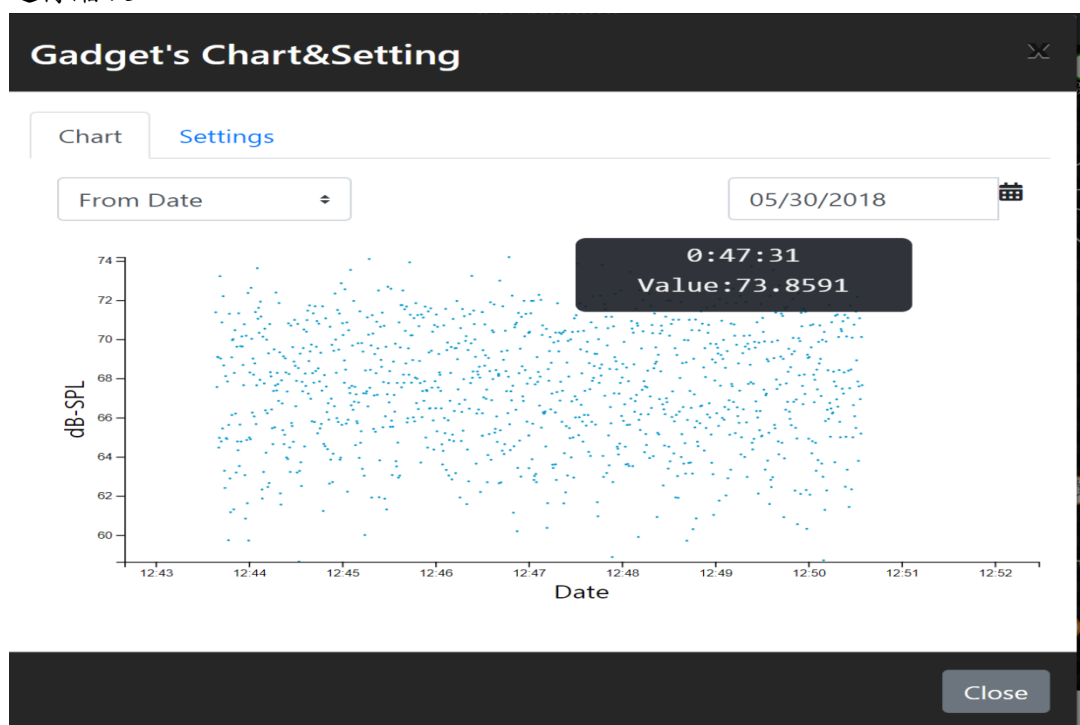 Gadget's Chart&Setting
×
Chart Settings
From Date
05/30/2018
0:47:31
Value:73.8591
74
72
70
68
66
64
62
60
dB-SPL
12:43 12:44 12:45 12:46 12:47 12:48 12:49 12:50 12:51 12:52
Date
Close